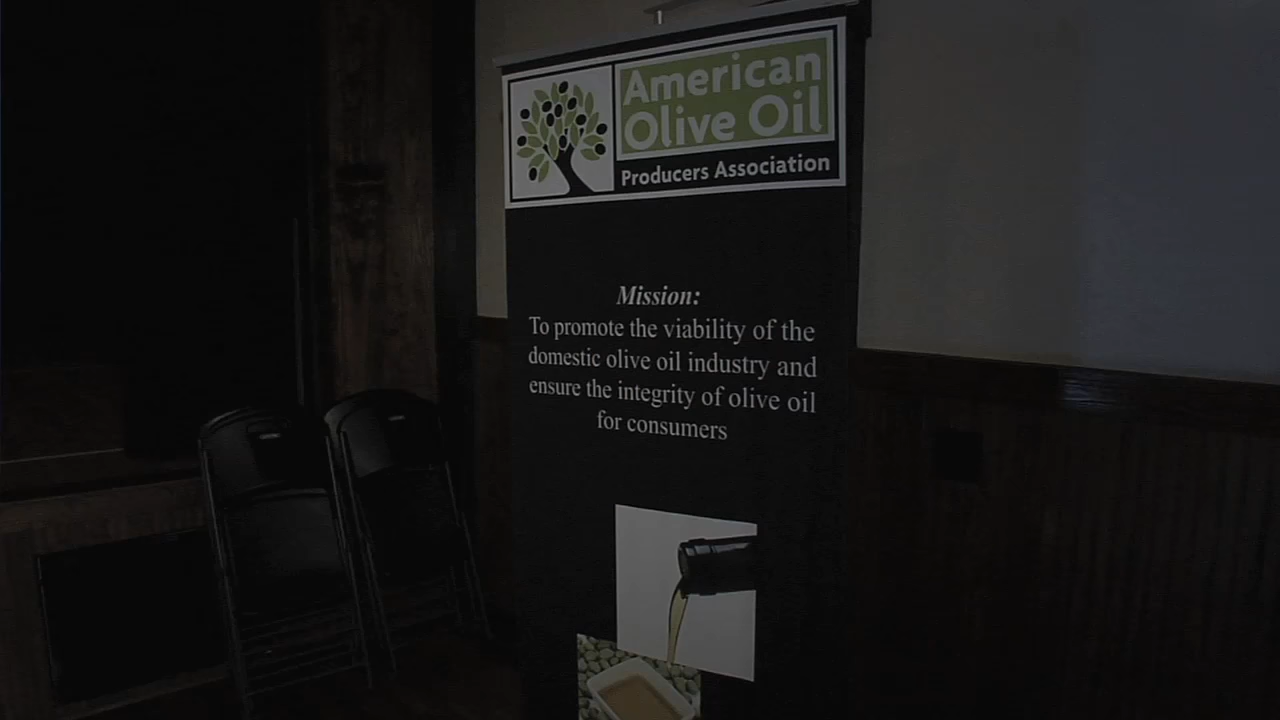 American
Olive Oil
Producers Association
Mission:
To promote the viability of the
domestic olive oil industry and
ensure the integrity of olive oil
for consumers